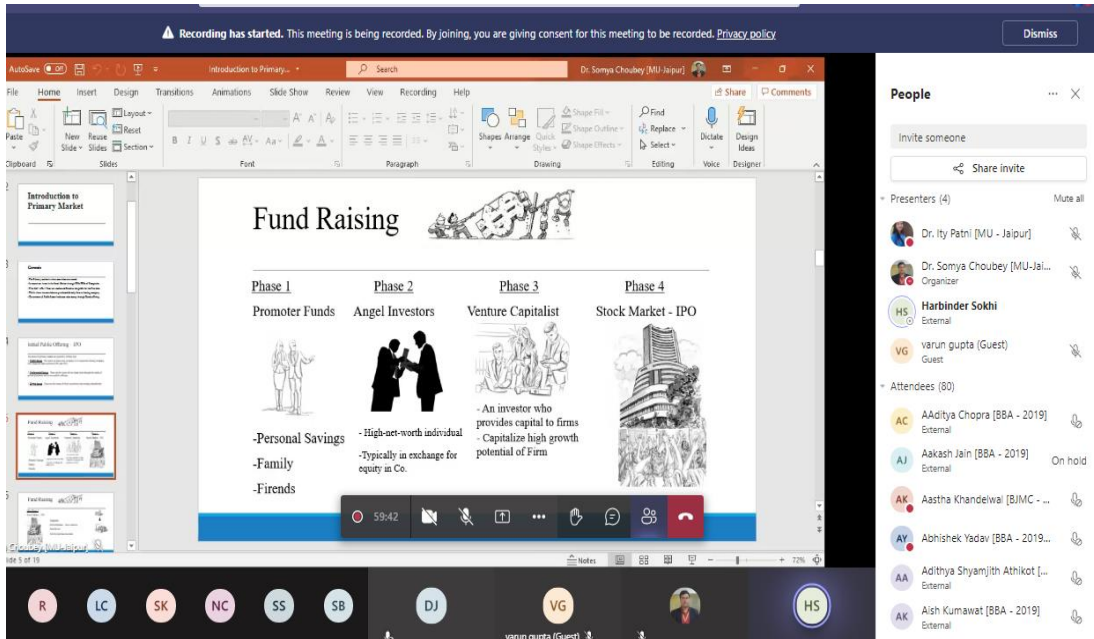 Recording has started. This meeting is being recorded. By joining, you are giving consent for this meeting to be recorded. Privacy policy
Dismiss
AutoSave Off
Introduction to Primary...
Search
Dr. Somya Choubey [MU-Jaipur]
File Home Insert Design Transitions Animations Slide Show Review View Recording Help
Share
Comments
Paste
New Slide
Reuse Slides
Layout
Reset
Section
Shapes
Arrange
Quick Styles
Shape Fill
Shape Outline
Shape Effects
Find
Replace
Select
Dictate
Design Ideas
Clipboard
Slides
Font
Paragraph
Drawing
Editing
Voice
Designer
Introduction to
Primary Market
Contents
Initial Public Offering - IPO
Fund Raising
Fund Raising
Fund Raising
Phase 1
Promoter Funds
-Personal Savings
-Family
-Firends
Phase 2
Angel Investors
- High-net-worth individual
-Typically in exchange for
equity in Co.
Phase 3
Venture Capitalist
- An investor who
provides capital to firms
- Capitalize high growth
potential of Firm
Phase 4
Stock Market - IPO
59:42
Choubey [MU-Jaipur]
ide 5 of 19
Notes
72%
R
LC
SK
NC
SS
SB
DJ
VG
varun gupta (Guest)
HS
People
Invite someone
Share invite
Presenters (4)
Mute all
Dr. Ity Patni [MU - Jaipur]
Dr. Somya Choubey [MU-Jai...
Organizer
HS
Harbinder Sokhi
External
VG
varun gupta (Guest)
Guest
Attendees (80)
AC
AAditya Chopra [BBA - 2019]
External
AJ
Aakash Jain [BBA - 2019]
External
On hold
AK
Aastha Khandelwal [BJMC - ...
AY
Abhishek Yadav [BBA - 2019...
AA
Adithya Shyamjith Athikot [...
External
AK
Aish Kumawat [BBA - 2019]
External